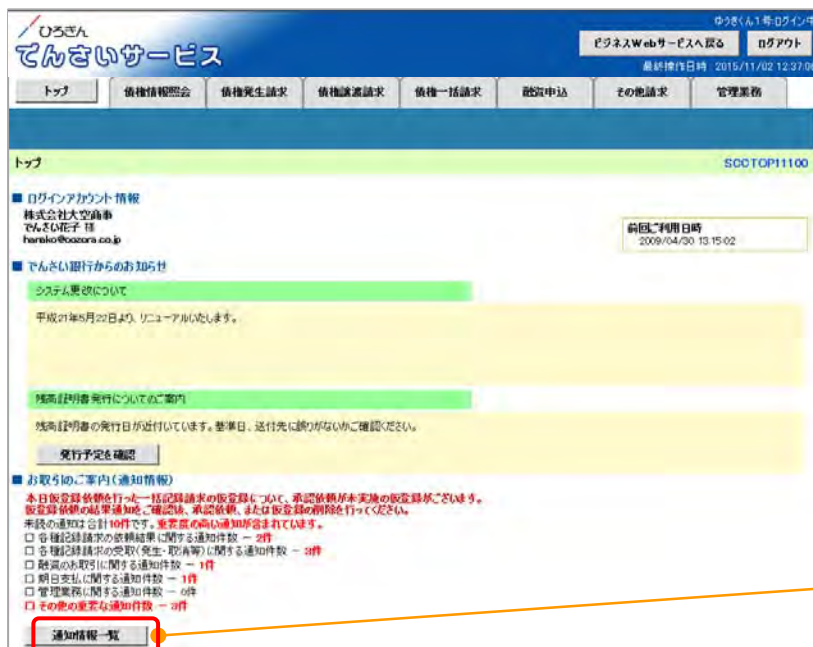 ひろぎん
でんさいサービス
ゆうぎくん1号:ログイン中
ビジネスWebサービスへ戻る ログアウト
最終操作日時 2015/11/02 12:37:06
トップ 債権情報照会 債権発生請求 債権譲渡請求 債権一括請求 融資申込 その他請求 管理業務
トップ SCCTOP11100
■ ログインアカウント情報
株式会社大空商事
でんさい花子 様
hanako@oozora.co.jp
前回ご利用日時
2009/04/30 13:15:02
■ でんさい銀行からのお知らせ
システム更改について
平成21年5月22日より、リニューアルいたします。
残高証明書発行についてのご案内
残高証明書の発行日が近付いています。基準日、送付先に誤りがないかご確認ください。
発行予定を確認
■ お取引のご案内(通知情報)
本日仮登録依頼を行った一括記録請求の仮登録について、承認依頼が未実施の仮登録がございます。
仮登録依頼の結果通知をご確認後、承認依頼、または仮登録の削除を行ってください。
未読の通知は合計10件です。重要度の高い通知が含まれています。
□ 各種記録請求の依頼結果に関する通知件数 － 2件
□ 各種記録請求の受取(発生・取消等)に関する通知件数 － 3件
□ 融資のお取引に関する通知件数 － 1件
□ 期日支払に関する通知件数 － 1件
□ 管理業務に関する通知件数 － 0件
□ その他の重要な通知件数 － 3件
通知情報一覧